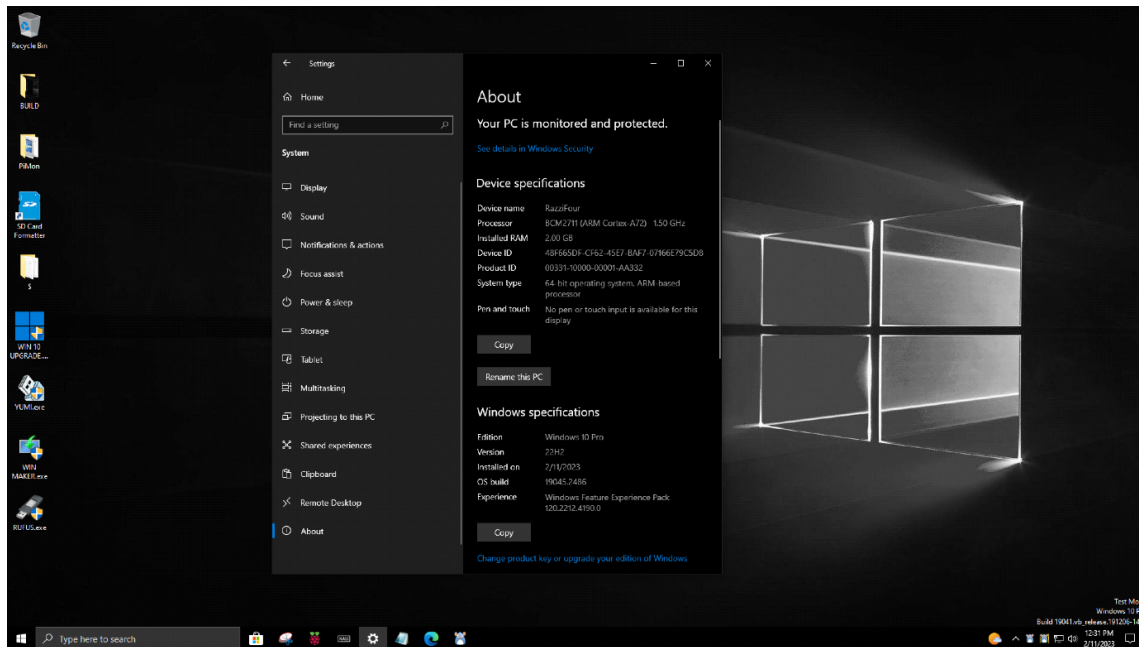 Recycle Bin
BUILD
PiMon
SD Card
Formatter
$
WIN 10
UPGRADE...
YUMI.exe
WIN
MAKER.exe
RUFUS.exe
Settings
Home
Find a setting
System
Display
Sound
Notifications & actions
Focus assist
Power & sleep
Storage
Tablet
Multitasking
Projecting to this PC
Shared experiences
Clipboard
Remote Desktop
About
About
Your PC is monitored and protected.
See details in Windows Security
Device specifications
Device name RazziFour
Processor BCM2711 (ARM Cortex-A72) 1.50 GHz
Installed RAM 2.00 GB
Device ID 48F665DF-CF62-45E7-BAF7-07166E79C5D8
Product ID 00331-10000-00001-AA332
System type 64-bit operating system, ARM-based
processor
Pen and touch No pen or touch input is available for this
display
Copy
Rename this PC
Windows specifications
Edition Windows 10 Pro
Version 22H2
Installed on 2/11/2023
OS build 19045.2486
Experience Windows Feature Experience Pack
120.2212.4190.0
Copy
Change product key or upgrade your edition of Windows
Test Mo
Windows 10 P
Build 19041.vb_release.191206-14
Type here to search
12:31 PM
2/11/2023